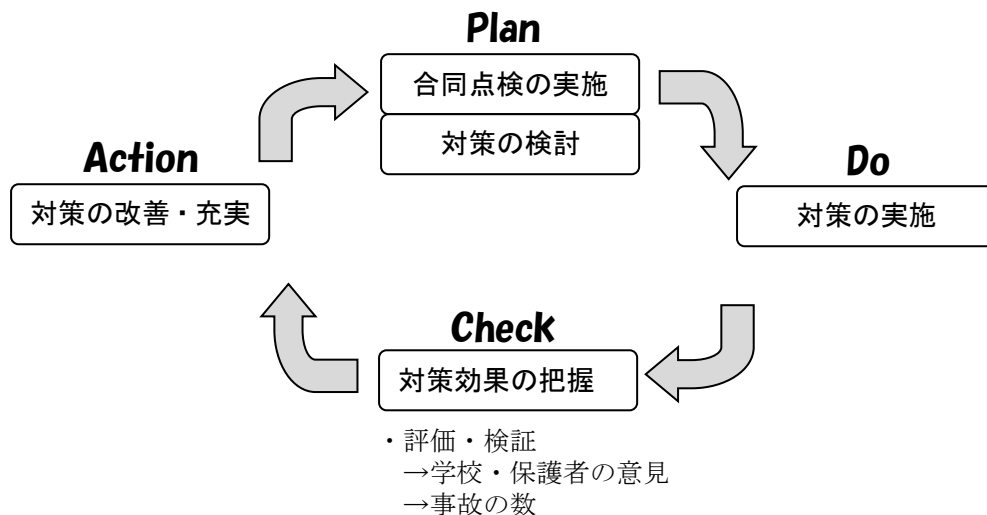 Plan
合同点検の実施
対策の検討
Action
対策の改善・充実
Do
対策の実施
Check
対策効果の把握
・評価・検証
→学校・保護者の意見
→事故の数